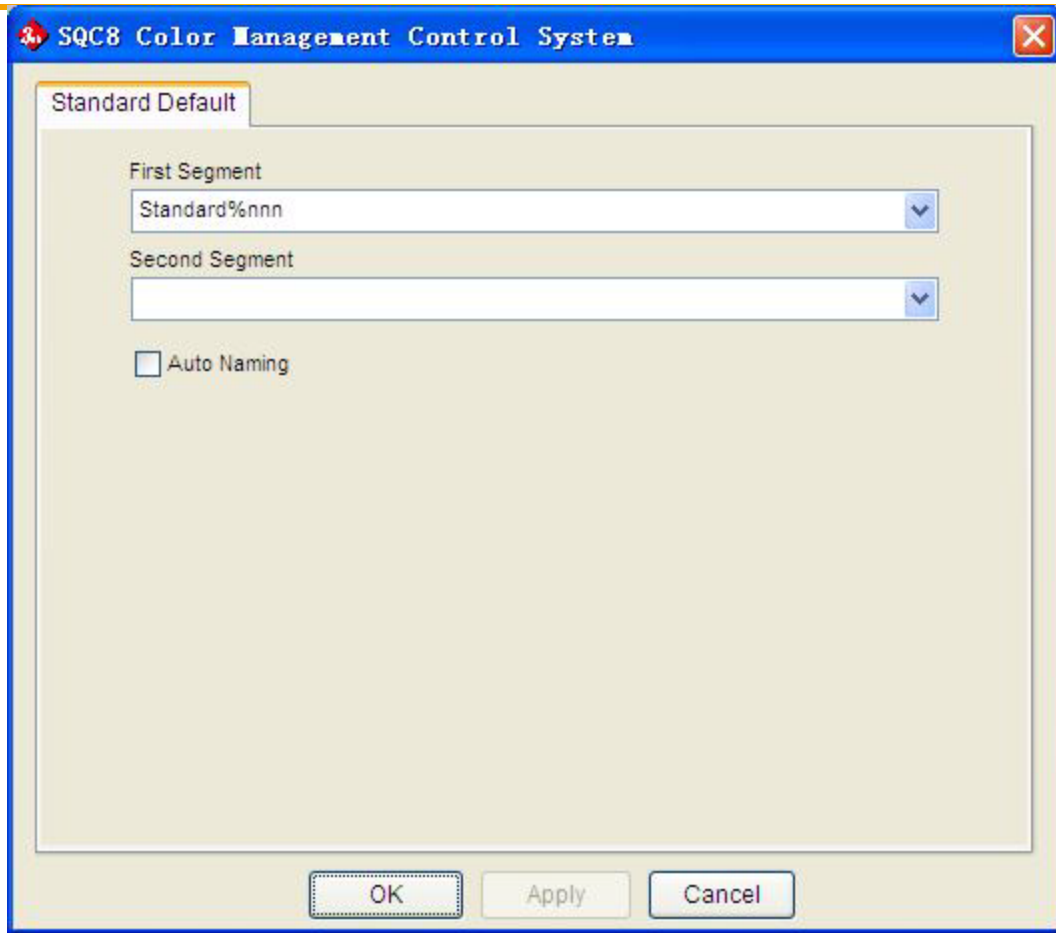 SQC8 Color Management Control System
Standard Default
First Segment
Standard%nnn
Second Segment
Auto Naming
OK Apply Cancel